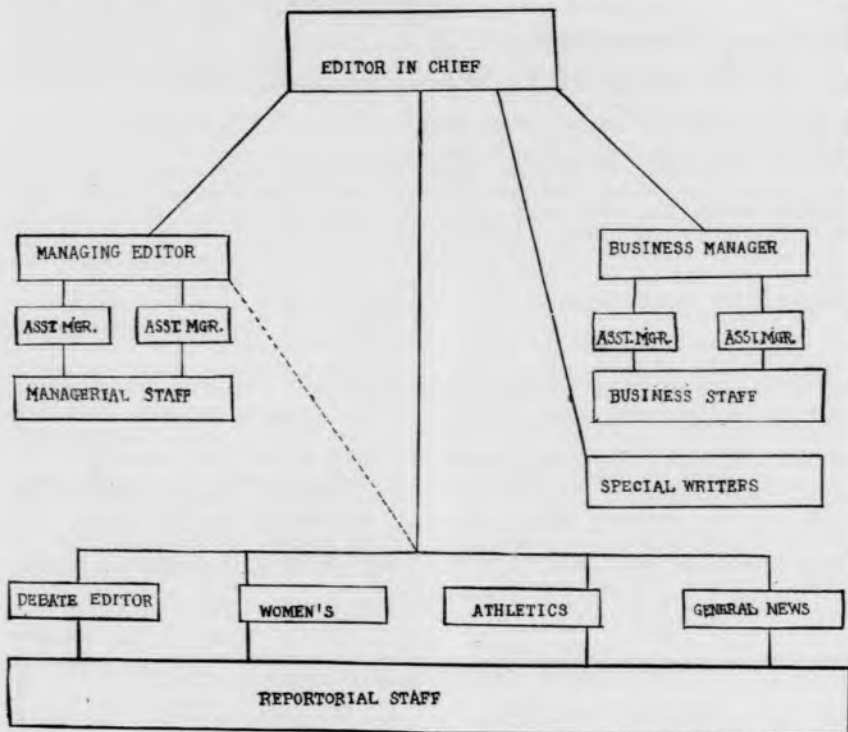 EDITOR IN CHIEF
MANAGING EDITOR
BUSINESS MANAGER
ASST. MGR.
ASST. MGR.
ASST. MGR.
ASST. MGR.
MANAGERIAL STAFF
BUSINESS STAFF
SPECIAL WRITERS
DEBATE EDITOR
WOMEN'S
ATHLETICS
GENERAL NEWS
REPORTORIAL STAFF